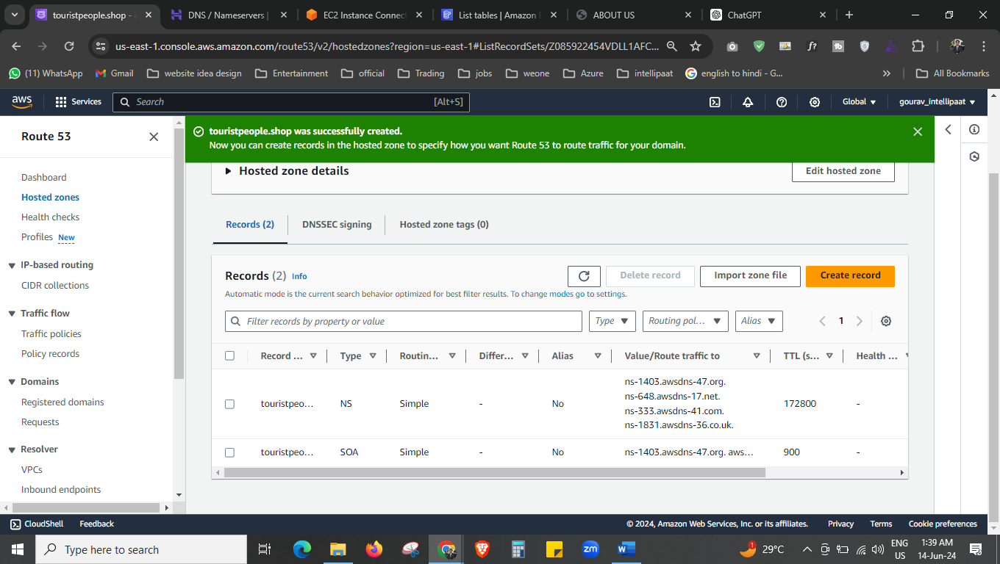 touristpeople.shop -
DNS / Nameservers |
EC2 Instance Connect
List tables | Amazon
ABOUT US
ChatGPT
us-east-1.console.aws.amazon.com/route53/v2/hostedzones?region=us-east-1#ListRecordSets/Z085922454VDLL1AFC...
(11) WhatsApp
Gmail
website idea design
Entertainment
official
Trading
jobs
weone
Azure
intellipaat
english to hindi - G...
All Bookmarks
aws
Services
Search
[Alt+S]
Global
gourav_intellipaat
Route 53
touristpeople.shop was successfully created.
Now you can create records in the hosted zone to specify how you want Route 53 to route traffic for your domain.
Dashboard
Hosted zones
Health checks
Profiles New
IP-based routing
CIDR collections
Traffic flow
Traffic policies
Policy records
Domains
Registered domains
Requests
Resolver
VPCs
Inbound endpoints
Hosted zone details
Edit hosted zone
Records (2)
DNSSEC signing
Hosted zone tags (0)
Records (2) Info
Delete record
Import zone file
Create record
Automatic mode is the current search behavior optimized for best filter results. To change modes go to settings.
Filter records by property or value
Type
Routing pol...
Alias
1
Record ...
Type
Routin...
Differ...
Alias
Value/Route traffic to
TTL (s...
Health ...
touristpeo...
NS
Simple
-
No
ns-1403.awsdns-47.org.
ns-648.awsdns-17.net.
ns-333.awsdns-41.com.
ns-1831.awsdns-36.co.uk.
172800
-
touristpeo...
SOA
Simple
-
No
ns-1403.awsdns-47.org. aws...
900
-
CloudShell
Feedback
© 2024, Amazon Web Services, Inc. or its affiliates.
Privacy
Terms
Cookie preferences
Type here to search
zm
1
29°C
ENG
US
1:39 AM
14-Jun-24